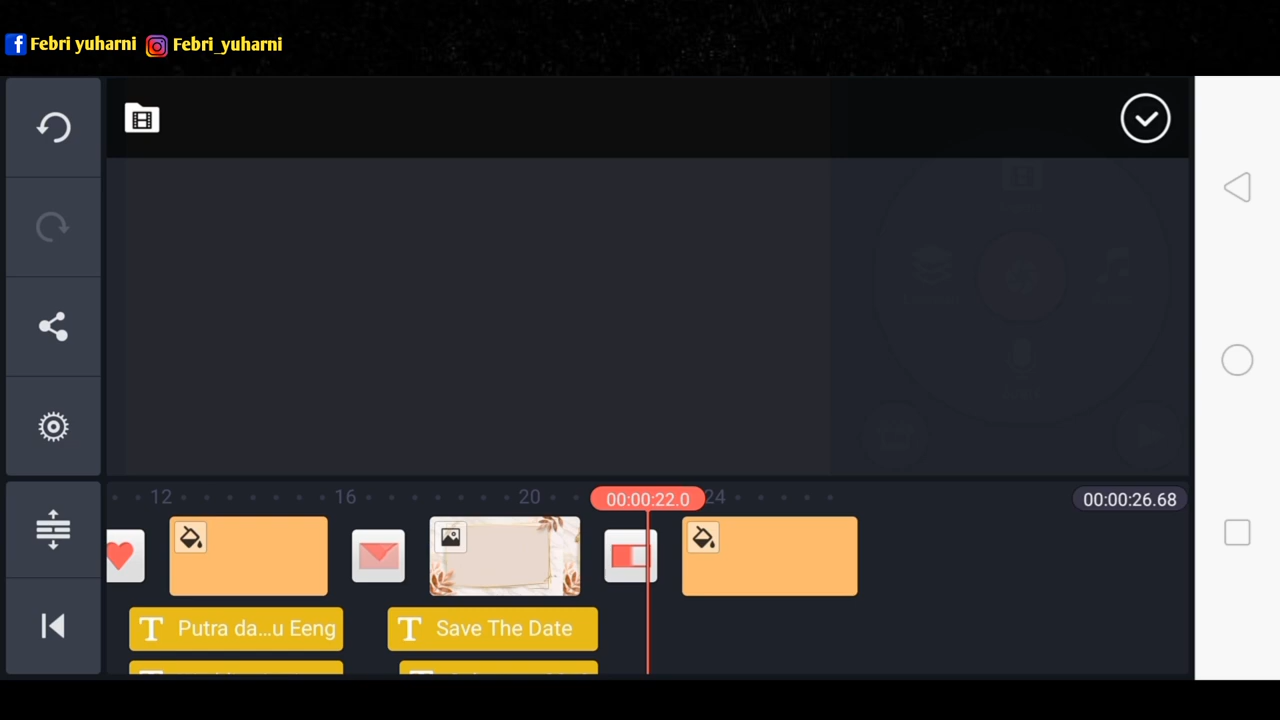 Febri yuharni Febri_yuharni
12 16 20 24
00:00:22.0
00:00:26.68
Putra da...u Eeng
Save The Date